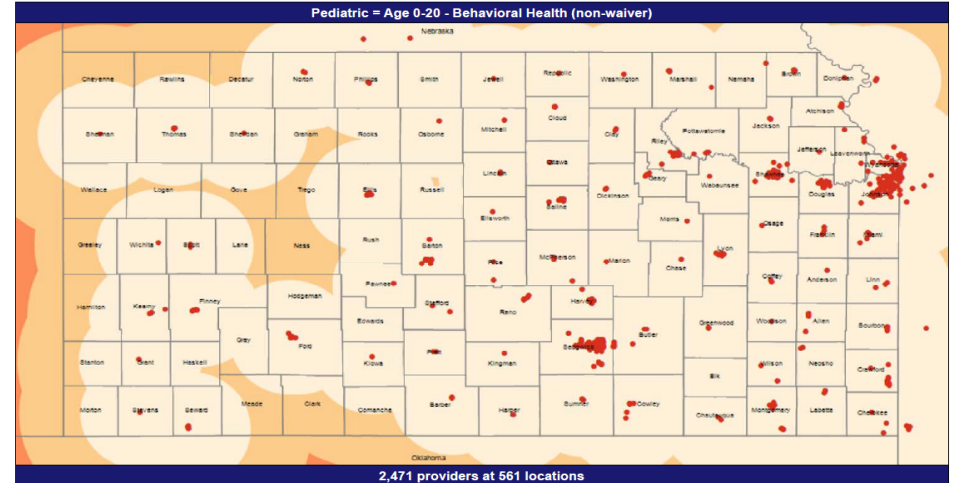 Pediatric = Age 0-20 - Behavioral Health (non-waiver)
Nebraska
Cheyenne Rawlins Decatur Norton Phillips Smith Jewell Republic Washington Marshall Nemaha Brown Doniphan
Atchison
Sherman Thomas Sheridan Graham Rooks Osborne Mitchell Cloud Clay Riley Pottawatomie Jackson Jefferson Leavenworth
Wyandotte
Wallace Logan Gove Trego Ellis Russell Lincoln Ottawa Dickinson Geary Wabaunsee Shawnee Douglas Johnson
Ellsworth Saline Morris Osage Franklin Miami
Greeley Wichita Scott Lane Ness Rush Barton Rice McPherson Marion Chase Lyon Coffey Anderson Linn
Hamilton Kearny Finney Hodgeman Pawnee Stafford Reno Harvey
Edwards Greenwood Woodson Allen Bourbon
Gray Ford Sedgwick Butler
Stanton Grant Haskell Kiowa Pratt Kingman Elk Wilson Neosho Crawford
Morton Stevens Seward Meade Clark Comanche Barber Harper Sumner Cowley Chautauqua Montgomery Labette Cherokee
Oklahoma
2,471 providers at 561 locations